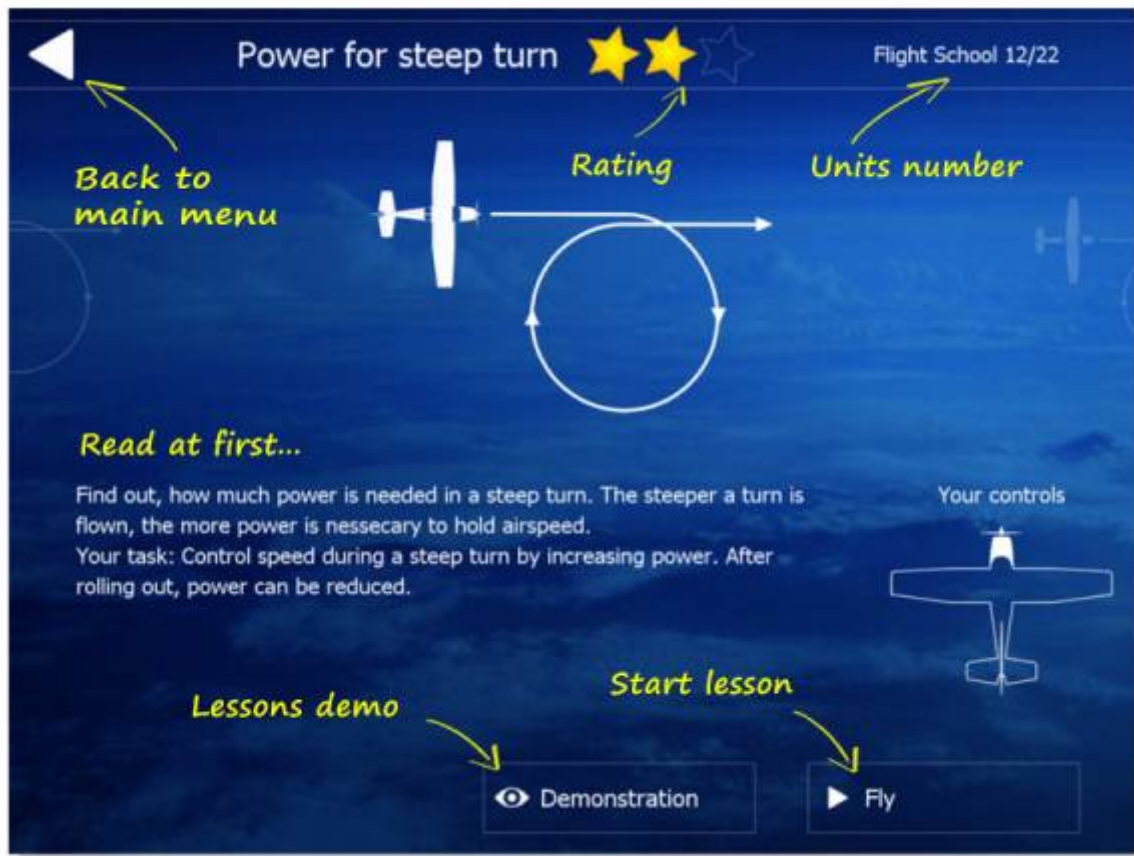 Power for steep turn
Flight School 12/22
Back to
main menu
Rating
Units number
Read at first...
Find out, how much power is needed in a steep turn. The steeper a turn is
flown, the more power is nessecary to hold airspeed.
Your task: Control speed during a steep turn by increasing power. After
rolling out, power can be reduced.
Your controls
Lessons demo
Start lesson
Demonstration
Fly